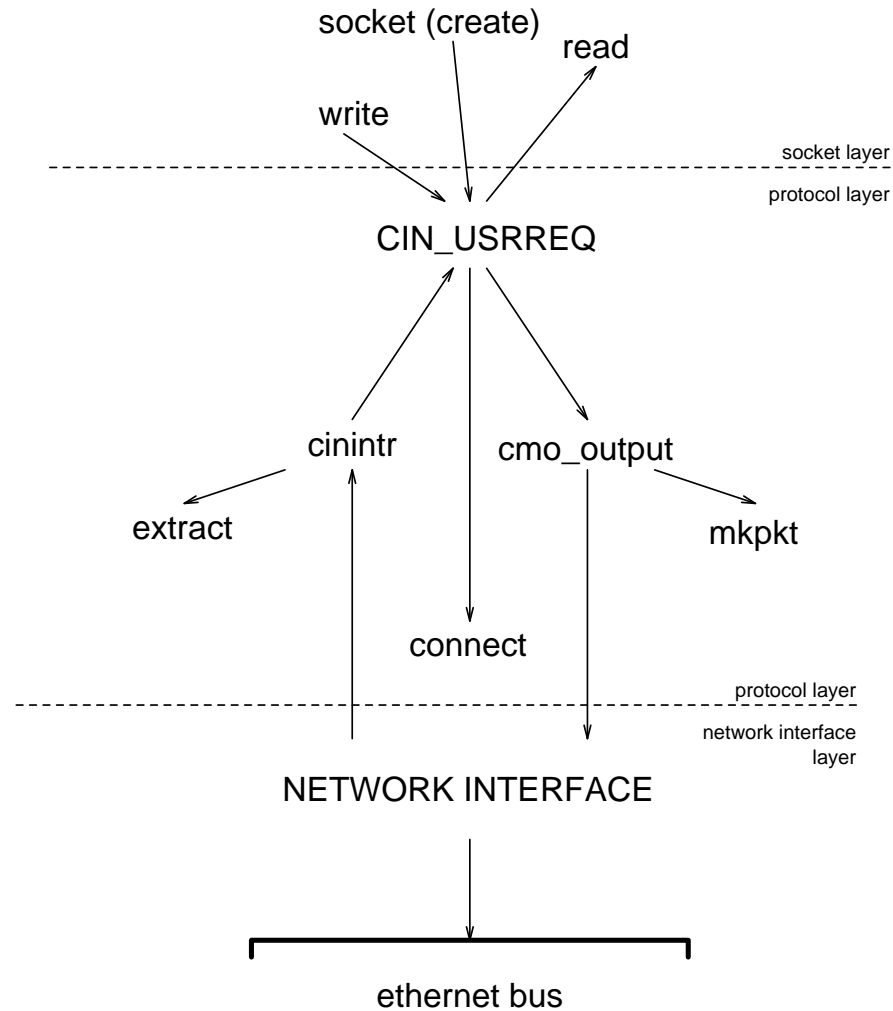 socket (create)
read
write
socket layer
protocol layer
CIN_USRREQ
cinintr
cmo_output
extract
mkpkt
connect
protocol layer
network interface
layer
NETWORK INTERFACE
ethernet bus